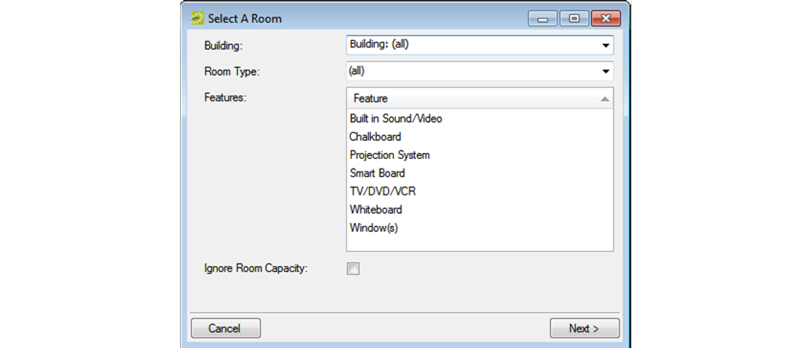 Select A Room
Building: Building: (all)
Room Type: (all)
Features: Feature
Built in Sound/Video
Chalkboard
Projection System
Smart Board
TV/DVD/VCR
Whiteboard
Window(s)
Ignore Room Capacity:
Cancel Next >